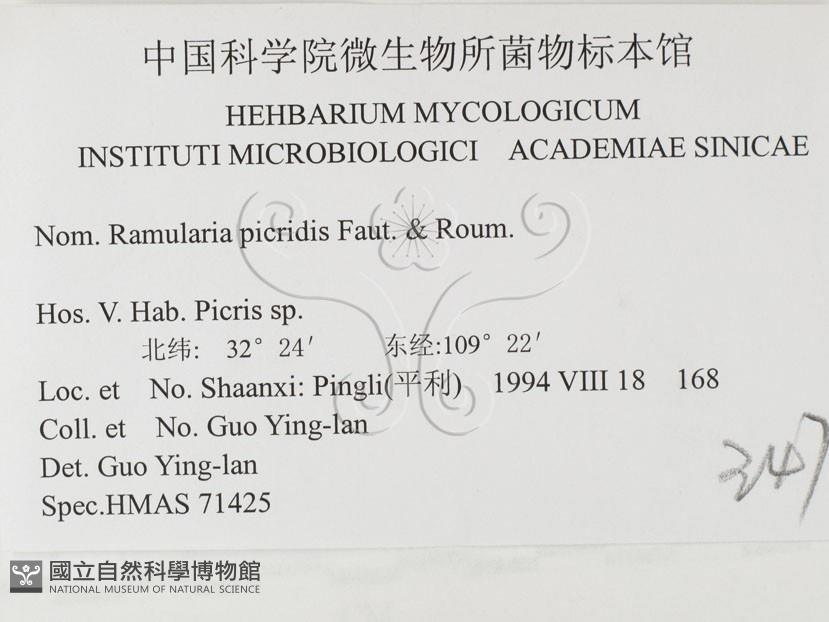 中国科学院微生物所菌物标本馆
HEHBARIUM MYCOLOGICUM
INSTITUTI MICROBIOLOGICI ACADEMIAE SINICAE
Nom. Ramularia picridis Faut. & Roum.
Hos. V. Hab. Picris sp.
北纬: 32° 24′ 东经:109° 22′
Loc. et No. Shaanxi: Pingli(平利) 1994 VIII 18 168
Coll. et No. Guo Ying-lan
Det. Guo Ying-lan
Spec.HMAS 71425
347
國立自然科學博物館
NATIONAL MUSEUM OF NATURAL SCIENCE